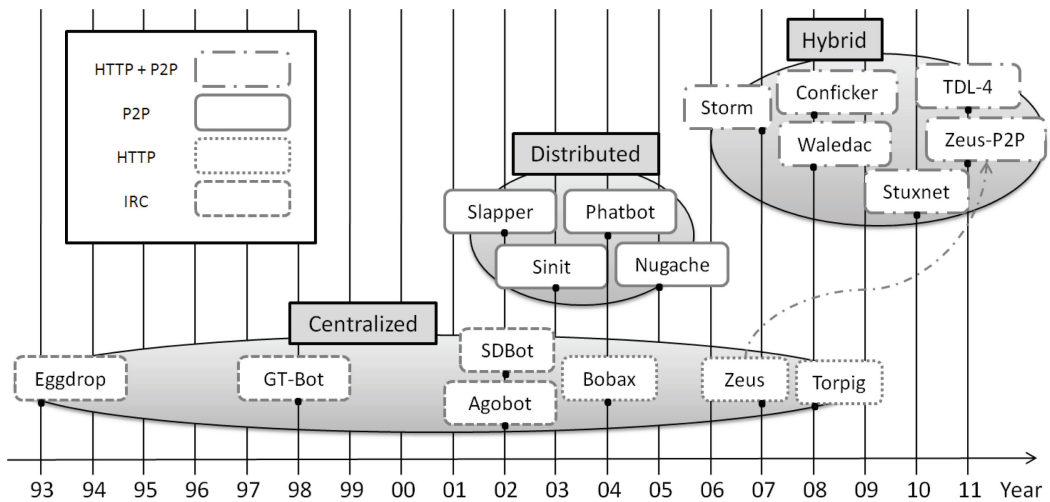 Hybrid
HTTP + P2P
P2P
HTTP
IRC
Storm
Conficker
TDL-4
Waledac
Zeus-P2P
Stuxnet
Distributed
Slapper
Phatbot
Sinit
Nugache
Centralized
Eggdrop
GT-Bot
SDBot
Agobot
Bobax
Zeus
Torpig
93 94 95 96 97 98 99 00 01 02 03 04 05 06 07 08 09 10 11 Year